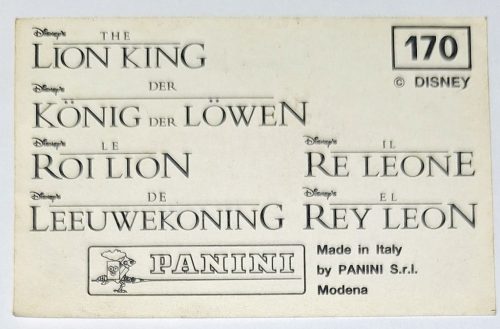 Disney's THE
LION KING
170
© DISNEY
Disney's DER
KÖNIG DER LÖWEN
Disney's LE
ROI LION
Disney's IL
RE LEONE
Disney's DE
LEEUWEKONING
Disney's EL
REY LEON
PANINI
Made in Italy
by PANINI S.r.l.
Modena